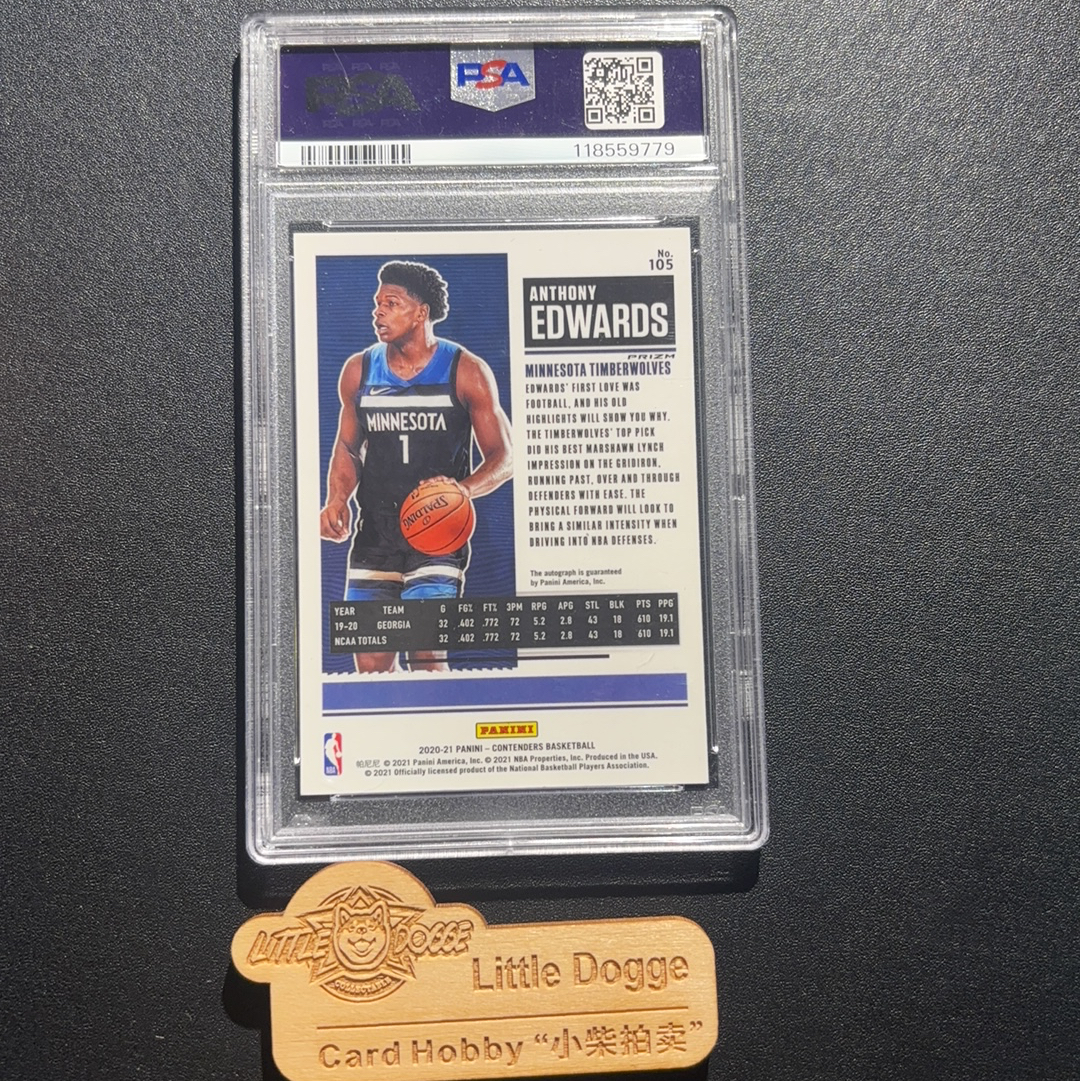 PSA
PSA
118559779
No.
105
ANTHONY
EDWARDS
PRIZM
MINNESOTA TIMBERWOLVES
EDWARDS' FIRST LOVE WAS
FOOTBALL, AND HIS OLD
HIGHLIGHTS WILL SHOW YOU WHY.
THE TIMBERWOLVES' TOP PICK
DID HIS BEST MARSHAWN LYNCH
IMPRESSION ON THE GRIDIRON,
RUNNING PAST, OVER AND THROUGH
DEFENDERS WITH EASE. THE
PHYSICAL FORWARD WILL LOOK TO
BRING A SIMILAR INTENSITY WHEN
DRIVING INTO NBA DEFENSES.
MINNESOTA
1
SPALDING
The autograph is guaranteed
by Panini America, Inc.
YEAR TEAM G FG% FT% 3PM RPG APG STL BLK PTS PPG
19-20 GEORGIA 32 .402 .772 72 5.2 2.8 43 18 610 19.1
NCAA TOTALS 32 .402 .772 72 5.2 2.8 43 18 610 19.1
PANINI
NBA
2020-21 PANINI – CONTENDERS BASKETBALL
帕尼尼 © 2021 Panini America, Inc. © 2021 NBA Properties, Inc. Produced in the USA.
© 2021 Officially licensed product of the National Basketball Players Association.
LITTLE DOGGE
COLLECTABLES
Little Dogge
Card Hobby “小柴拍卖”